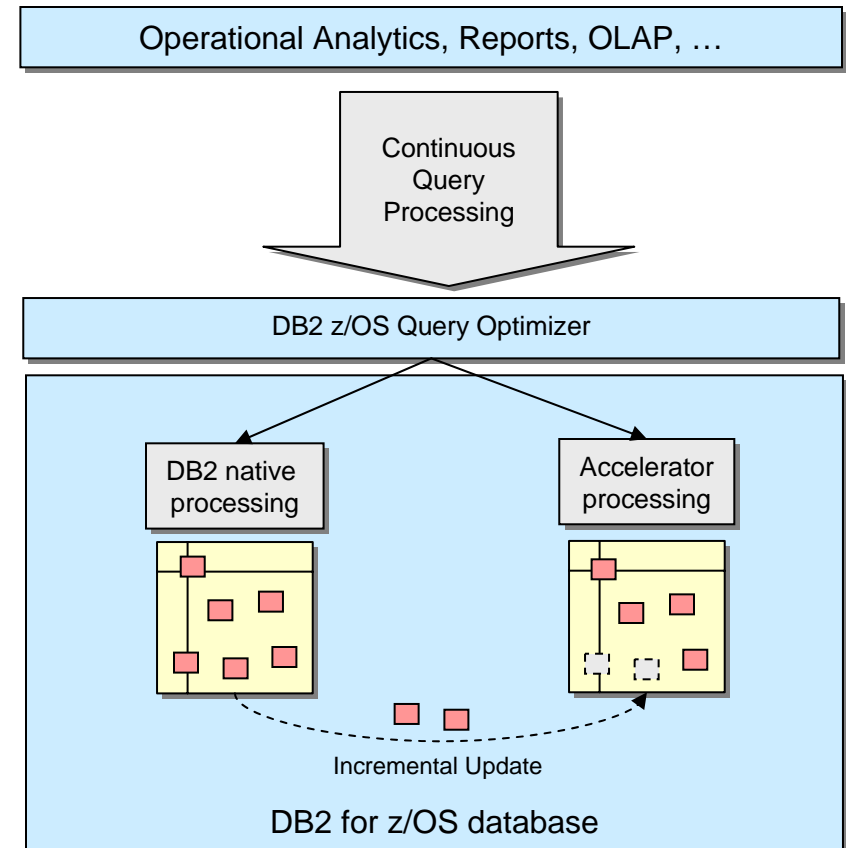 Operational Analytics, Reports, OLAP, …
Continuous
Query
Processing
DB2 z/OS Query Optimizer
DB2 native
processing
Accelerator
processing
Incremental Update
DB2 for z/OS database